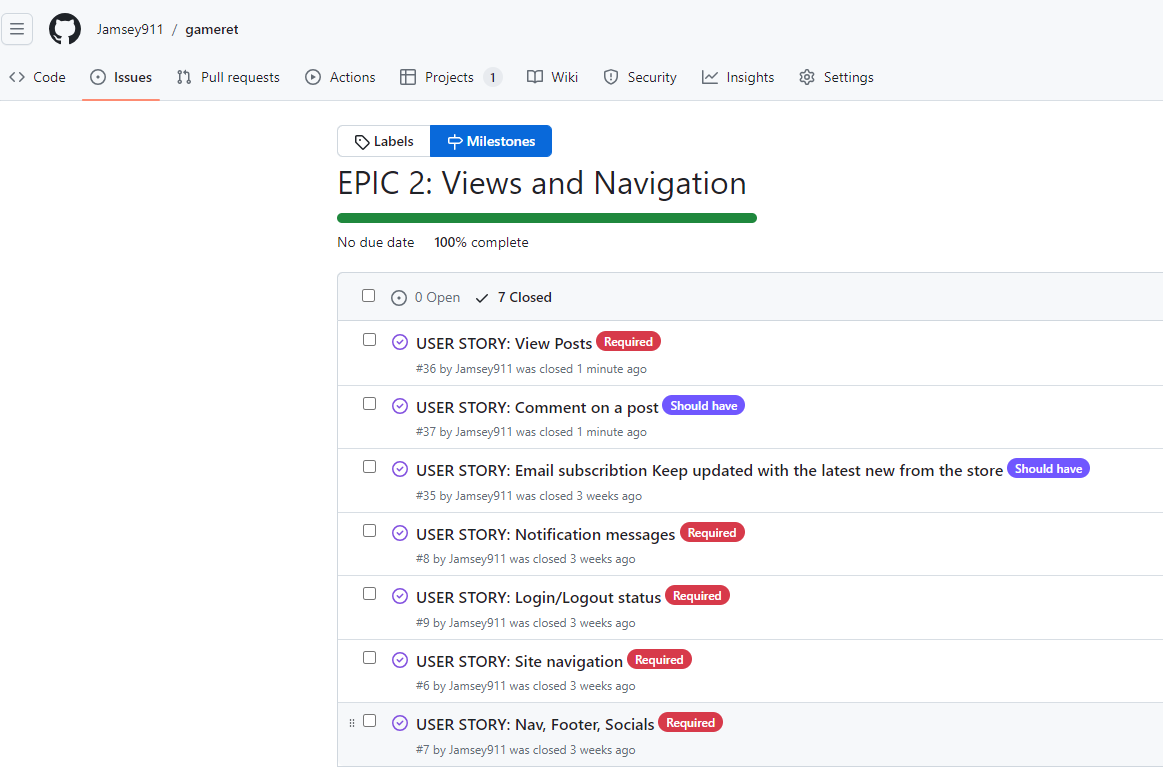 Jamsey911 / gameret
Code Issues Pull requests Actions Projects 1 Wiki Security Insights Settings
Labels Milestones
EPIC 2: Views and Navigation
No due date 100% complete
0 Open 7 Closed
USER STORY: View Posts Required
#36 by Jamsey911 was closed 1 minute ago
USER STORY: Comment on a post Should have
#37 by Jamsey911 was closed 1 minute ago
USER STORY: Email subscribtion Keep updated with the latest new from the store Should have
#35 by Jamsey911 was closed 3 weeks ago
USER STORY: Notification messages Required
#8 by Jamsey911 was closed 3 weeks ago
USER STORY: Login/Logout status Required
#9 by Jamsey911 was closed 3 weeks ago
USER STORY: Site navigation Required
#6 by Jamsey911 was closed 3 weeks ago
USER STORY: Nav, Footer, Socials Required
#7 by Jamsey911 was closed 3 weeks ago